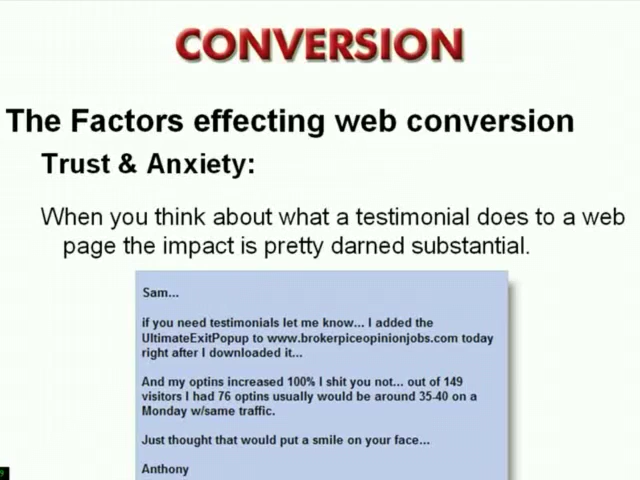 CONVERSION
The Factors effecting web conversion
Trust & Anxiety:
When you think about what a testimonial does to a web
page the impact is pretty darned substantial.
Sam...
if you need testimonials let me know... I added the
UltimateExitPopup to www.brokerpiceopinionjobs.com today
right after I downloaded it...
And my optins increased 100% I shit you not... out of 149
visitors I had 76 optins usually would be around 35-40 on a
Monday w/same traffic.
Just thought that would put a smile on your face...
Anthony